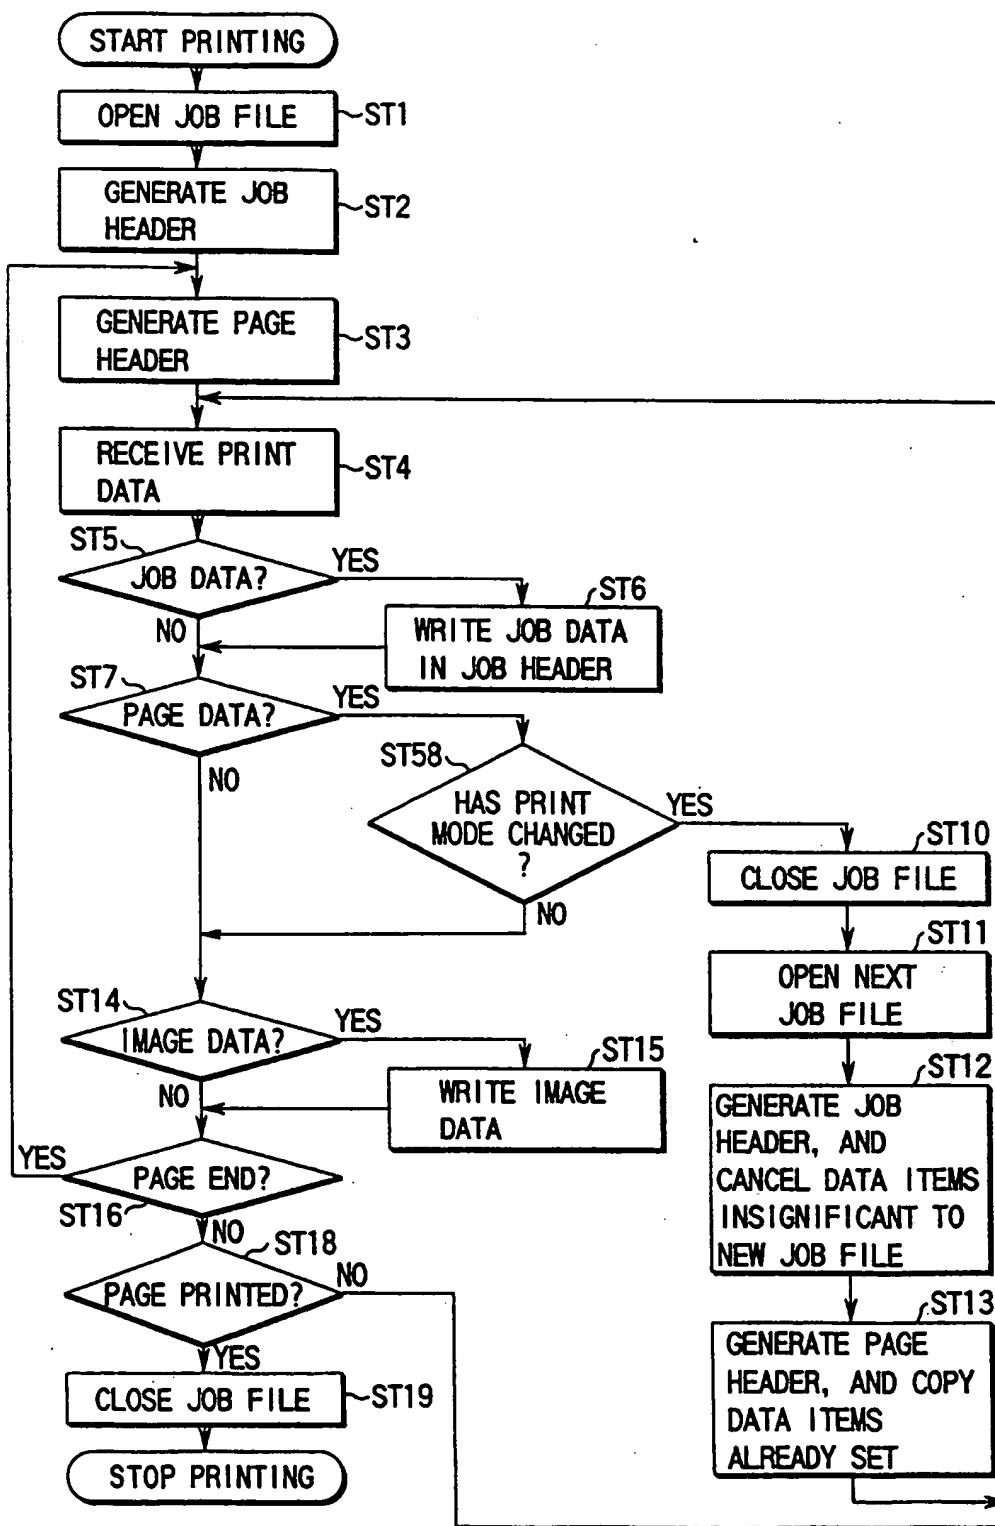 START PRINTING
OPEN JOB FILE
ST1
GENERATE JOB
HEADER
ST2
GENERATE PAGE
HEADER
ST3
RECEIVE PRINT
DATA
ST4
ST5
JOB DATA?
YES
NO
ST6
WRITE JOB DATA
IN JOB HEADER
ST7
PAGE DATA?
YES
NO
ST58
HAS PRINT
MODE CHANGED
?
YES
NO
ST10
CLOSE JOB FILE
ST11
OPEN NEXT
JOB FILE
ST12
GENERATE JOB
HEADER, AND
CANCEL DATA ITEMS
INSIGNIFICANT TO
NEW JOB FILE
ST13
GENERATE PAGE
HEADER, AND COPY
DATA ITEMS
ALREADY SET
ST14
IMAGE DATA?
YES
NO
ST15
WRITE IMAGE
DATA
YES
PAGE END?
ST16
NO
ST18
PAGE PRINTED?
NO
YES
CLOSE JOB FILE
ST19
STOP PRINTING